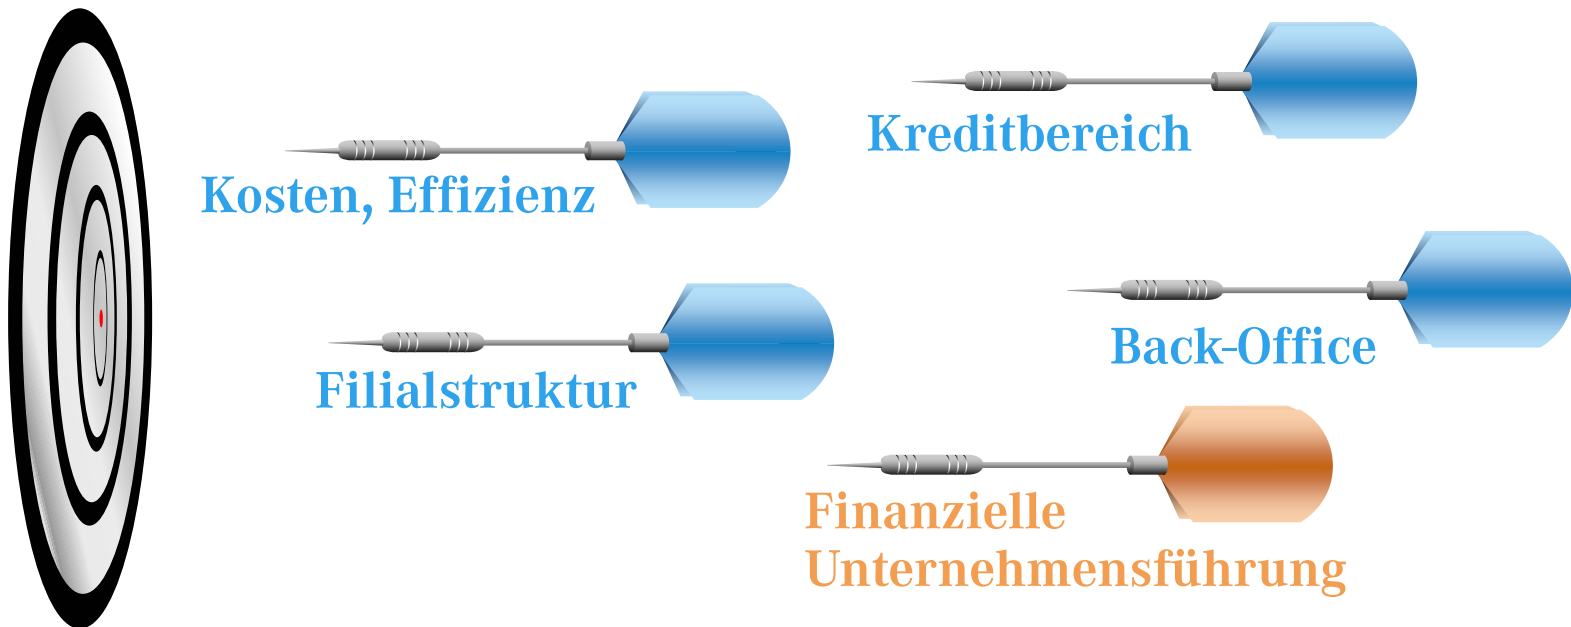 Kreditbereich
Kosten, Effizienz
Back-Office
Filialstruktur
Finanzielle
Unternehmensführung